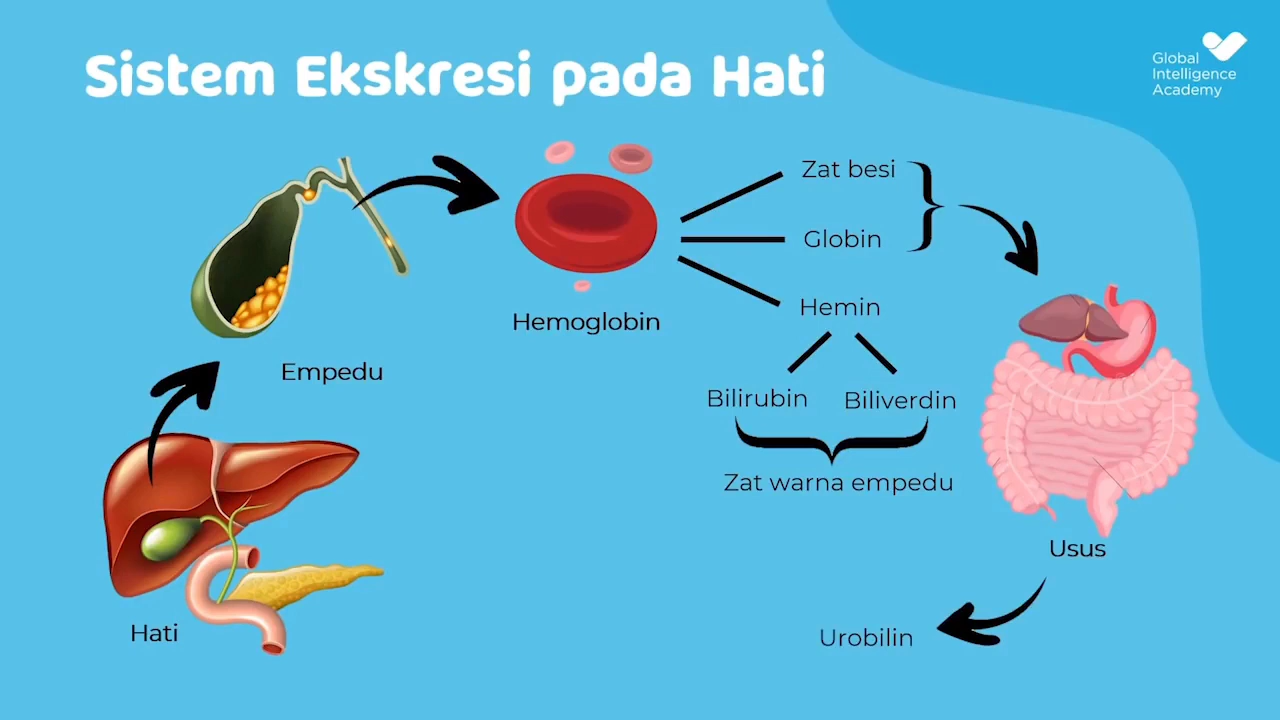 Sistem Ekskresi pada Hati
Global
Intelligence
Academy
Zat besi
Globin
Hemin
Hemoglobin
Empedu
Bilirubin
Biliverdin
Zat warna empedu
Usus
Hati
Urobilin